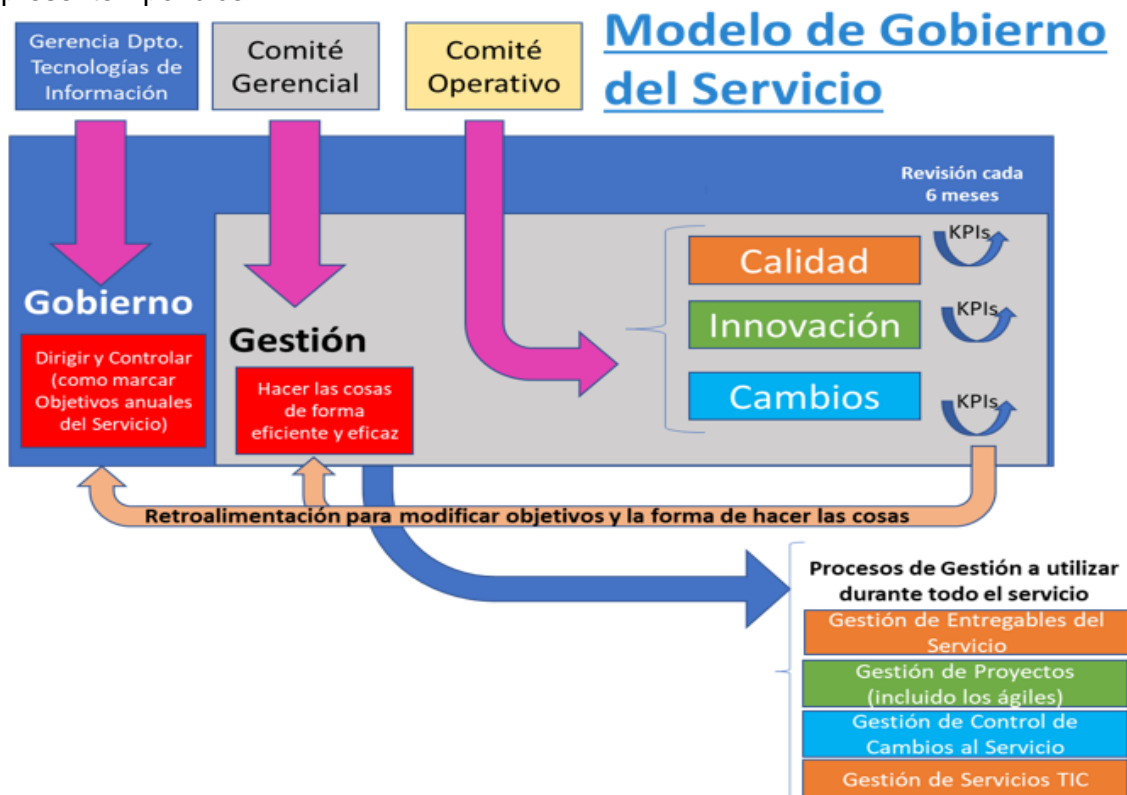 Gerencia Dpto.
Tecnologías de
Información
Comité
Gerencial
Comité
Operativo
Modelo de Gobierno
del Servicio
Revisión cada
6 meses
Calidad
KPIs
Innovación
KPIs
Cambios
KPIs
Gobierno
Dirigir y Controlar
(como marcar
Objetivos anuales
del Servicio)
Gestión
Hacer las cosas
de forma
eficiente y eficaz
Retroalimentación para modificar objetivos y la forma de hacer las cosas
Procesos de Gestión a utilizar
durante todo el servicio
Gestión de Entregables del
Servicio
Gestión de Proyectos
(incluido los ágiles)
Gestión de Control de
Cambios al Servicio
Gestión de Servicios TIC